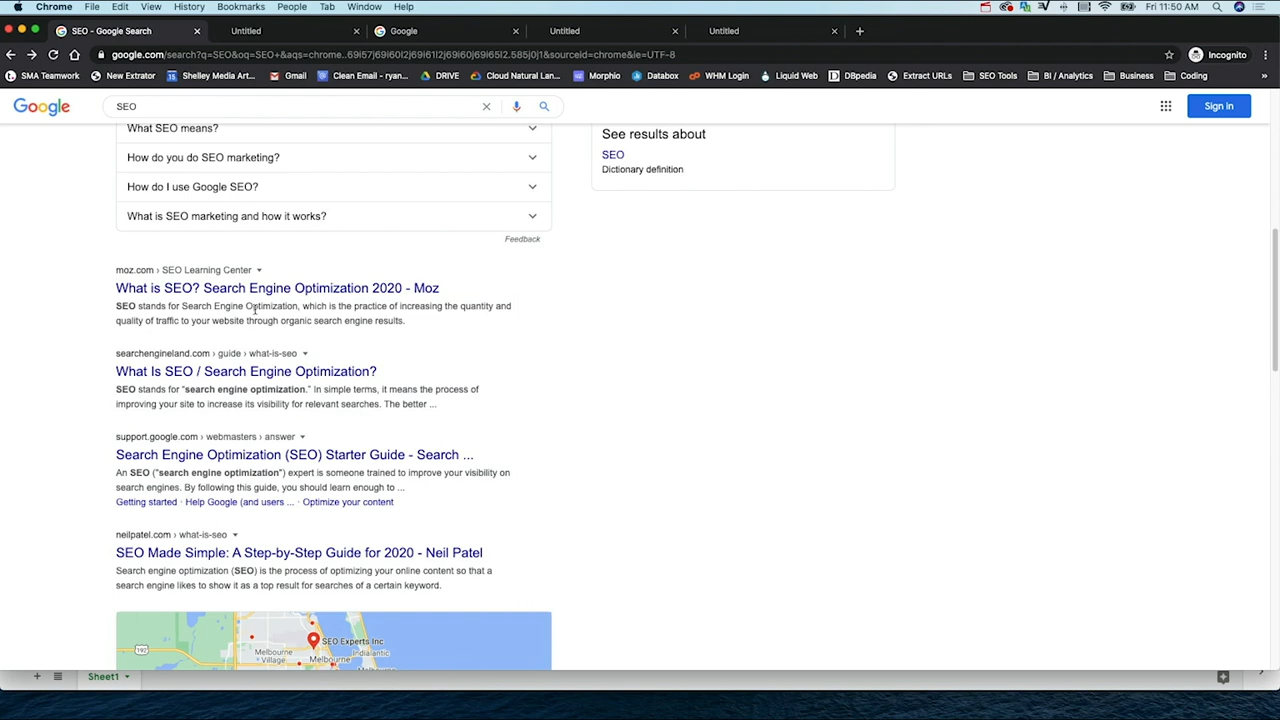 Chrome File Edit View History Bookmarks People Tab Window Help
Fri 11:50 AM
SEO - Google Search
Untitled
Google
Untitled
Untitled
google.com/search?q=SEO&oq=SEO+&aqs=chrome..69i57j69i60l2j69i61l2j69i60j69i65l2.585j0j1&sourceid=chrome&ie=UTF-8
Incognito
SMA Teamwork New Extrator Shelley Media Art... Gmail Clean Email - ryan... DRIVE Cloud Natural Lan... Morphio Databox WHM Login Liquid Web DBpedia Extract URLs SEO Tools BI / Analytics Business Coding »
Google
SEO
Sign in
What SEO means?
How do you do SEO marketing?
How do I use Google SEO?
What is SEO marketing and how it works?
Feedback
See results about
SEO
Dictionary definition
moz.com › SEO Learning Center
What is SEO? Search Engine Optimization 2020 - Moz
SEO stands for Search Engine Optimization, which is the practice of increasing the quantity and
quality of traffic to your website through organic search engine results.
searchengineland.com › guide › what-is-seo
What Is SEO / Search Engine Optimization?
SEO stands for “search engine optimization.” In simple terms, it means the process of
improving your site to increase its visibility for relevant searches. The better ...
support.google.com › webmasters › answer
Search Engine Optimization (SEO) Starter Guide - Search ...
An SEO ("search engine optimization") expert is someone trained to improve your visibility on
search engines. By following this guide, you should learn enough to ...
Getting started · Help Google (and users ... · Optimize your content
neilpatel.com › what-is-seo
SEO Made Simple: A Step-by-Step Guide for 2020 - Neil Patel
Search engine optimization (SEO) is the process of optimizing your online content so that a
search engine likes to show it as a top result for searches of a certain keyword.
192
Melbourne
Village
SEO Experts Inc
Indialantic
Melbourne
Sheet1